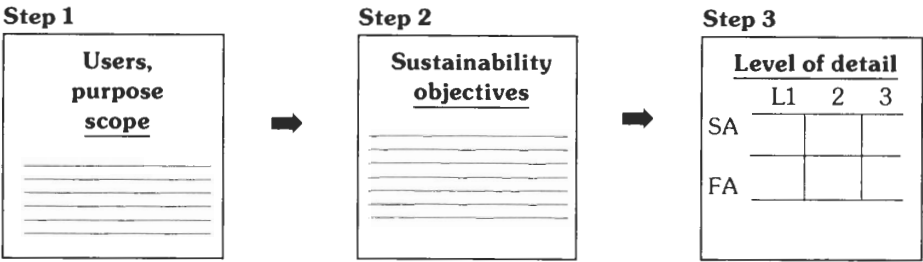 Step 1
Users,
purpose
scope
Step 2
Sustainability
objectives
Step 3
Level of detail
L1 2 3
SA
FA